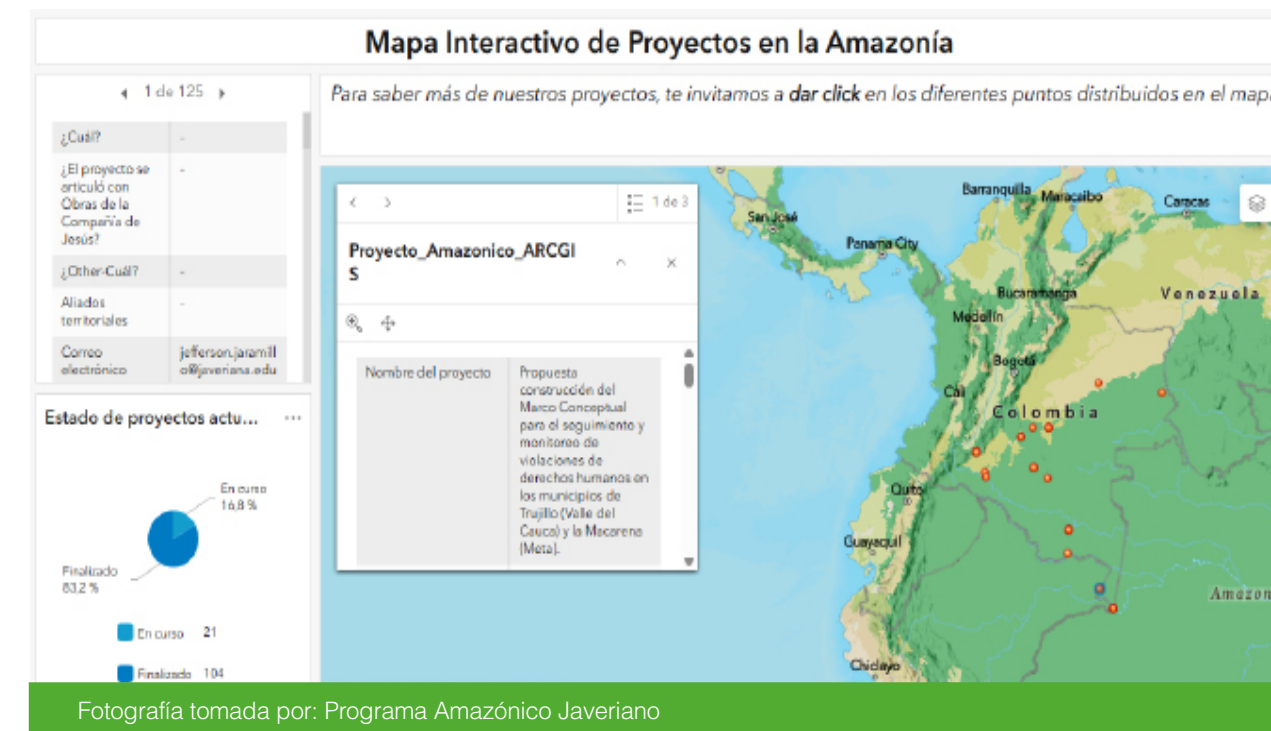 Mapa Interactivo de Proyectos en la Amazonía
1 de 125
Para saber más de nuestros proyectos, te invitamos a dar click en los diferentes puntos distribuidos en el mapa
¿Cuál?
-
¿El proyecto se
articuló con
Obras de la
Compañía de
Jesús?
-
¿Other-Cuál?
-
Aliados
territoriales
-
Correo
electrónico
jefferson.jaramill
o@javeriana.edu
Estado de proyectos actu...
En curso
16,8 %
Finalizado
83,2 %
En curso 21
Finalizado 104
1 de 3
Proyecto_Amazonico_ARCGI
S
Nombre del proyecto
Propuesta
construcción del
Marco Conceptual
para el seguimiento y
monitoreo de
violaciones de
derechos humanos en
los municipios de
Trujillo (Valle del
Cauca) y la Macarena
(Meta).
Barranquilla
Maracaibo
Caracas
San José
Panama City
Bucaramanga
Venezuela
Medellín
Bogotá
Cali
Colombia
Quito
Guayaquil
Amazon
Chiclayo
Fotografía tomada por: Programa Amazónico Javeriano